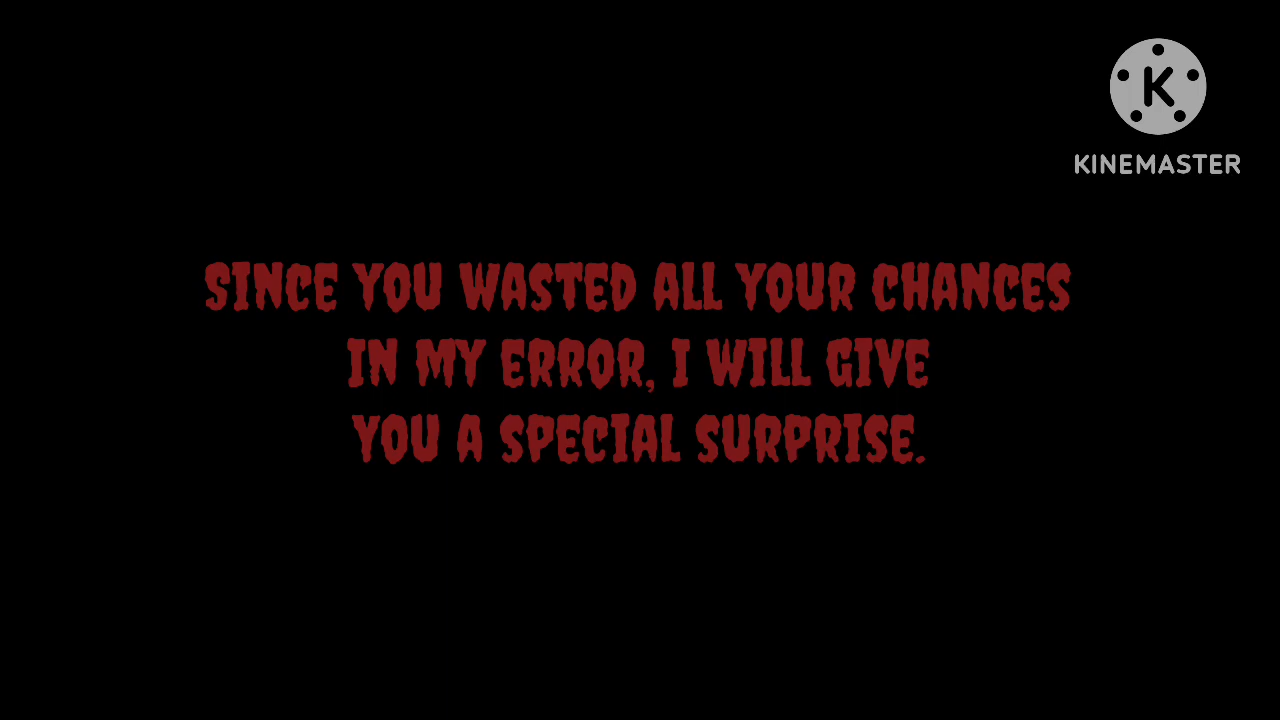 K
KINEMASTER
SINCE YOU WASTED ALL YOUR CHANCES
IN MY ERROR, I WILL GIVE
YOU A SPECIAL SURPRISE.